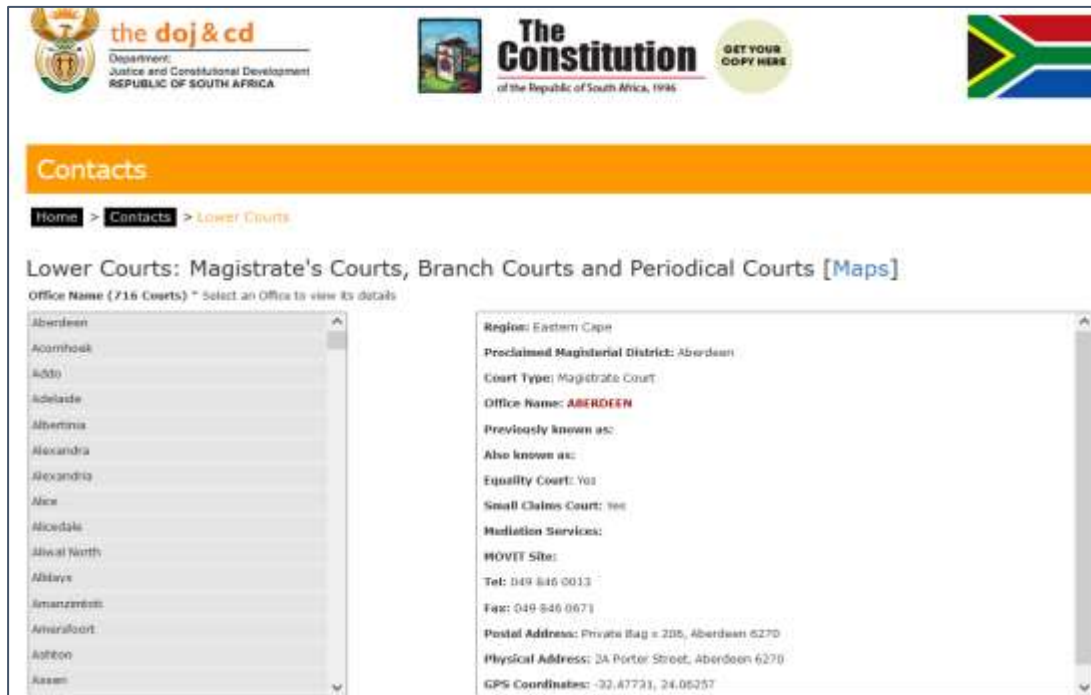 the doj & cd
Department:
Justice and Constitutional Development
REPUBLIC OF SOUTH AFRICA
The
Constitution
of the Republic of South Africa, 1996
GET YOUR
COPY HERE
Contacts
Home > Contacts > Lower Courts
Lower Courts: Magistrate's Courts, Branch Courts and Periodical Courts [Maps]
Office Name (716 Courts) * Select an Office to view its details
Aberdeen
Acornhoek
Addo
Adelaide
Albertinia
Alexandra
Alexandria
Alice
Alicedale
Aliwal North
Alldays
Amanzimtoti
Amersfoort
Ashton
Region: Eastern Cape
Proclaimed Magisterial District: Aberdeen
Court Type: Magistrate Court
Office Name: ABERDEEN
Previously known as:
Also known as:
Equality Court: Yes
Small Claims Court: Yes
Mediation Services:
MOVIT Site:
Tel: 049 846 0013
Fax: 049 846 0671
Postal Address: Private Bag x 206, Aberdeen 6270
Physical Address: 2A Porter Street, Aberdeen 6270
GPS Coordinates: -32.47731, 24.06257